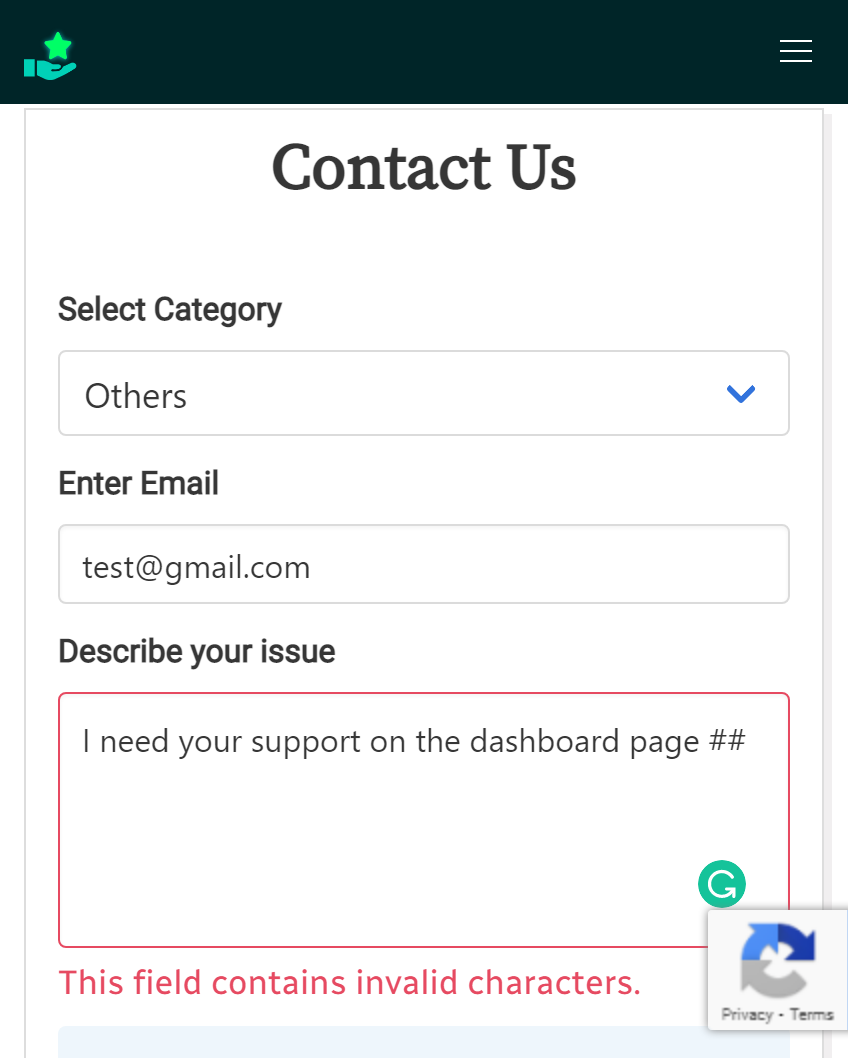 Contact Us
Select Category
Others
Enter Email
test@gmail.com
Describe your issue
I need your support on the dashboard page ##
This field contains invalid characters.
Privacy - Terms